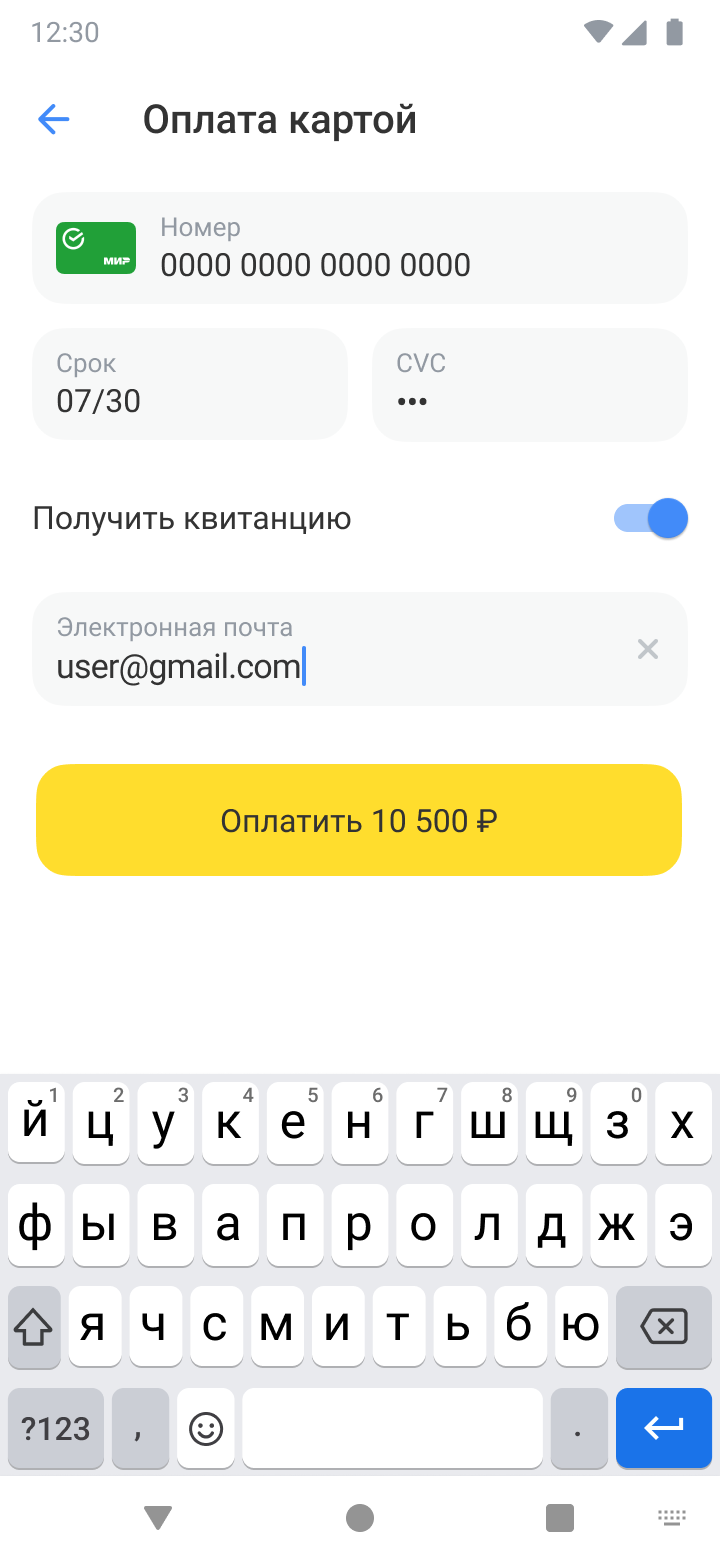 12:30
Оплата картой
Номер
МИР
0000 0000 0000 0000
Срок
CVC
07/30
•••
Получить квитанцию
Электронная почта
user@gmail.com
Оплатить 10 500 ₽
1 2 3 4 5 6 7 8 9 0
й ц у к е н г ш щ з х
ф ы в а п р о л д ж э
я ч с м и т ь б ю
?123 , .